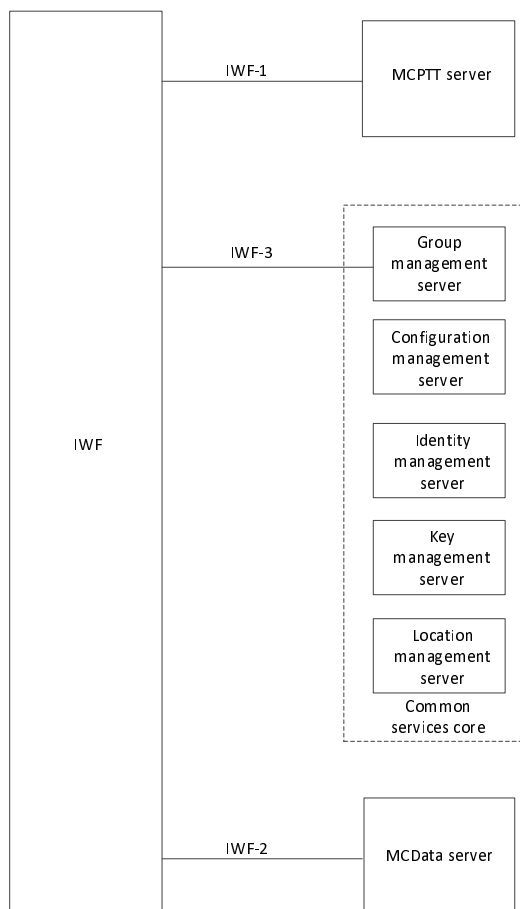 IWF-1
MCPTT server
IWF-3
Group
management
server
Configuration
management
server
IWF
Identity
management
server
Key
management
server
Location
management
server
Common
services core
IWF-2
MCData server